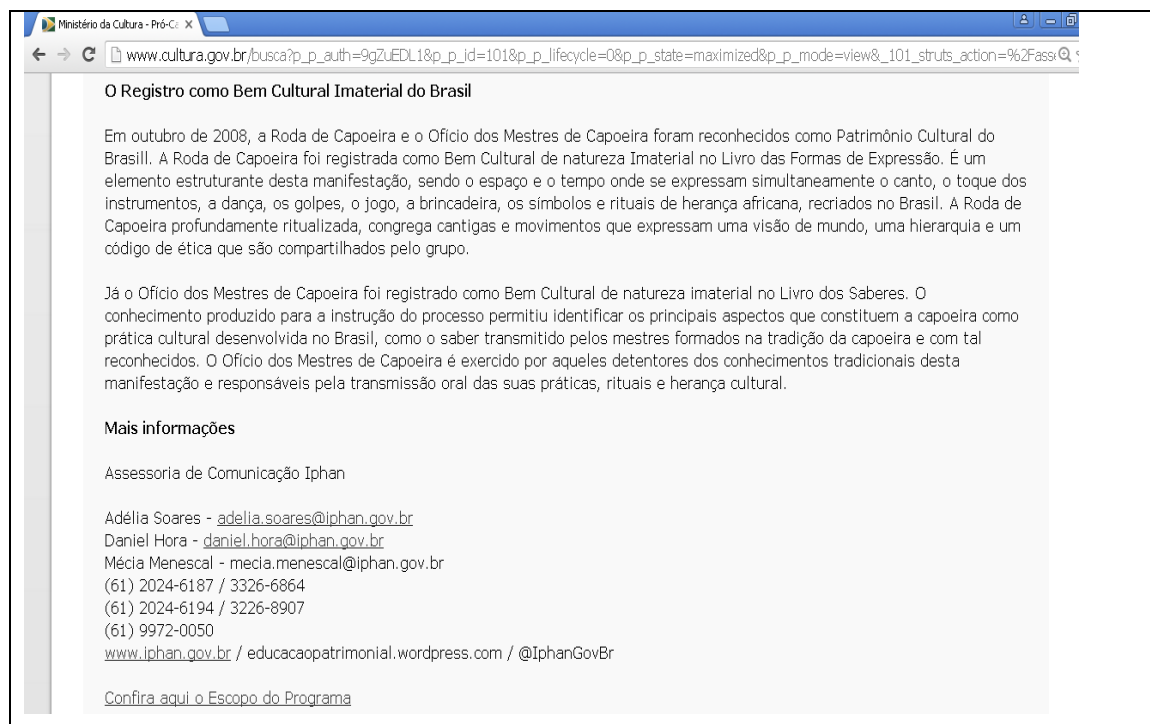 Ministério da Cultura - Pró-Ca
www.cultura.gov.br/busca?p_p_auth=9gZuEDL1&p_p_id=101&p_p_lifecycle=0&p_p_state=maximized&p_p_mode=view&_101_struts_action=%2Fass
O Registro como Bem Cultural Imaterial do Brasil
Em outubro de 2008, a Roda de Capoeira e o Ofício dos Mestres de Capoeira foram reconhecidos como Patrimônio Cultural do
Brasill. A Roda de Capoeira foi registrada como Bem Cultural de natureza Imaterial no Livro das Formas de Expressão. É um
elemento estruturante desta manifestação, sendo o espaço e o tempo onde se expressam simultaneamente o canto, o toque dos
instrumentos, a dança, os golpes, o jogo, a brincadeira, os símbolos e rituais de herança africana, recriados no Brasil. A Roda de
Capoeira profundamente ritualizada, congrega cantigas e movimentos que expressam uma visão de mundo, uma hierarquia e um
código de ética que são compartilhados pelo grupo.
Já o Ofício dos Mestres de Capoeira foi registrado como Bem Cultural de natureza imaterial no Livro dos Saberes. O
conhecimento produzido para a instrução do processo permitiu identificar os principais aspectos que constituem a capoeira como
prática cultural desenvolvida no Brasil, como o saber transmitido pelos mestres formados na tradição da capoeira e com tal
reconhecidos. O Ofício dos Mestres de Capoeira é exercido por aqueles detentores dos conhecimentos tradicionais desta
manifestação e responsáveis pela transmissão oral das suas práticas, rituais e herança cultural.
Mais informações
Assessoria de Comunicação Iphan
Adélia Soares - adelia.soares@iphan.gov.br
Daniel Hora - daniel.hora@iphan.gov.br
Mécia Menescal - mecia.menescal@iphan.gov.br
(61) 2024-6187 / 3326-6864
(61) 2024-6194 / 3226-8907
(61) 9972-0050
www.iphan.gov.br / educacaopatrimonial.wordpress.com / @IphanGovBr
Confira aqui o Escopo do Programa